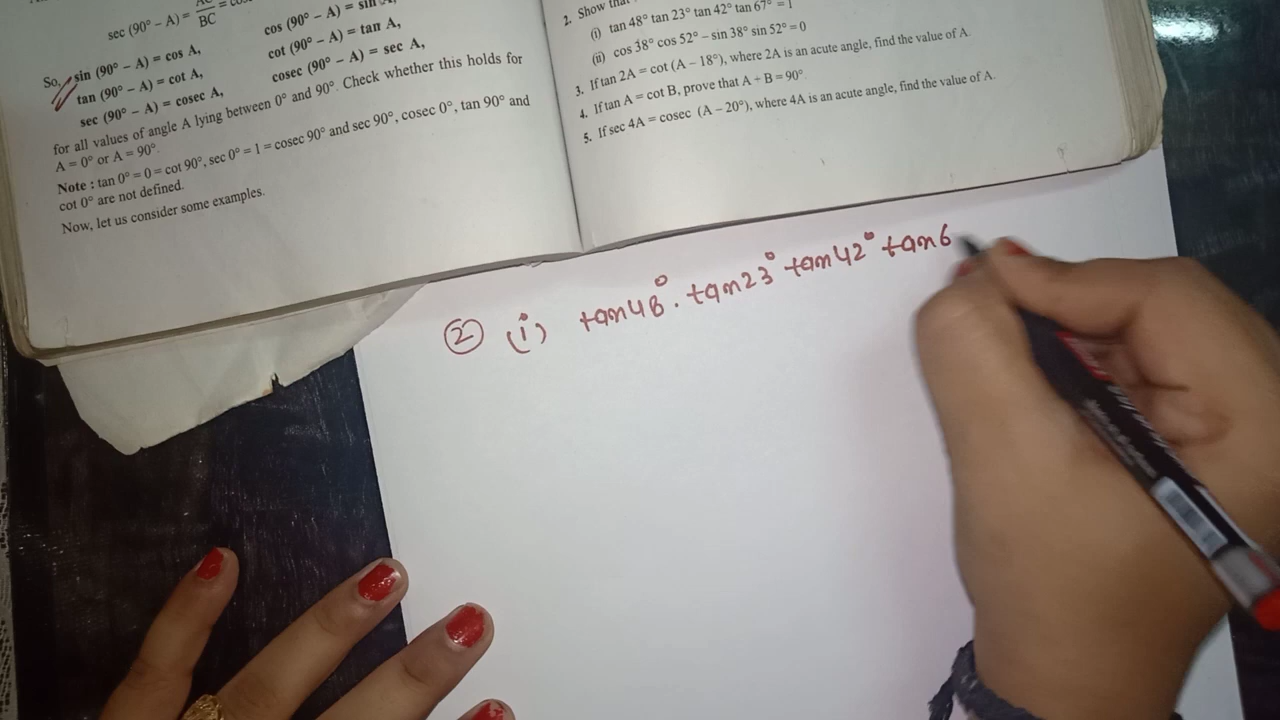 sec (90° – A) = AC/BC =
So, sin (90° – A) = cos A, cos (90° – A) = sin A,
tan (90° – A) = cot A, cot (90° – A) = tan A,
sec (90° – A) = cosec A, cosec (90° – A) = sec A,
for all values of angle A lying between 0° and 90°. Check whether this holds for
A = 0° or A = 90°.
Note : tan 0° = 0 = cot 90°, sec 0° = 1 = cosec 90° and sec 90°, cosec 0°, tan 90° and
cot 0° are not defined.
Now, let us consider some examples.
2. Show that
(i) tan 48° tan 23° tan 42° tan 67° = 1
(ii) cos 38° cos 52° – sin 38° sin 52° = 0
3. If tan 2A = cot (A – 18°), where 2A is an acute angle, find the value of A.
4. If tan A = cot B, prove that A + B = 90°.
5. If sec 4A = cosec (A – 20°), where 4A is an acute angle, find the value of A.
② (i) tan48°. tan23° tan42° tan6